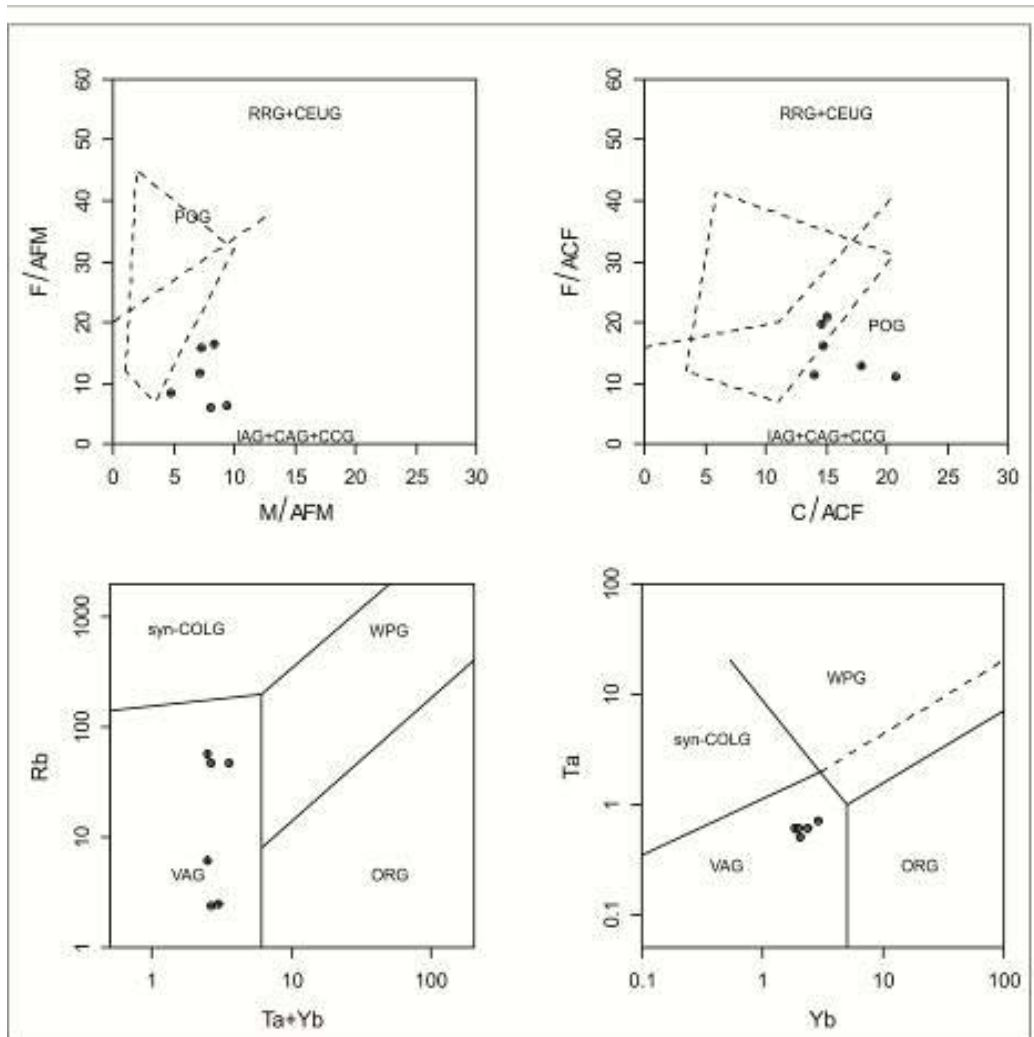 60
50
40
30
20
10
0
F/AFM
RRG+CEUG
POG
IAG+CAG+CCG
0 5 10 15 20 25 30
M/AFM
60
50
40
30
20
10
0
F/ACF
RRG+CEUG
POG
IAG+CAG+CCG
0 5 10 15 20 25 30
C/ACF
1000
100
10
1
Rb
syn-COLG
WPG
VAG
ORG
1 10 100
Ta+Yb
100
10
1
0.1
Ta
WPG
syn-COLG
VAG
ORG
0.1 1 10 100
Yb